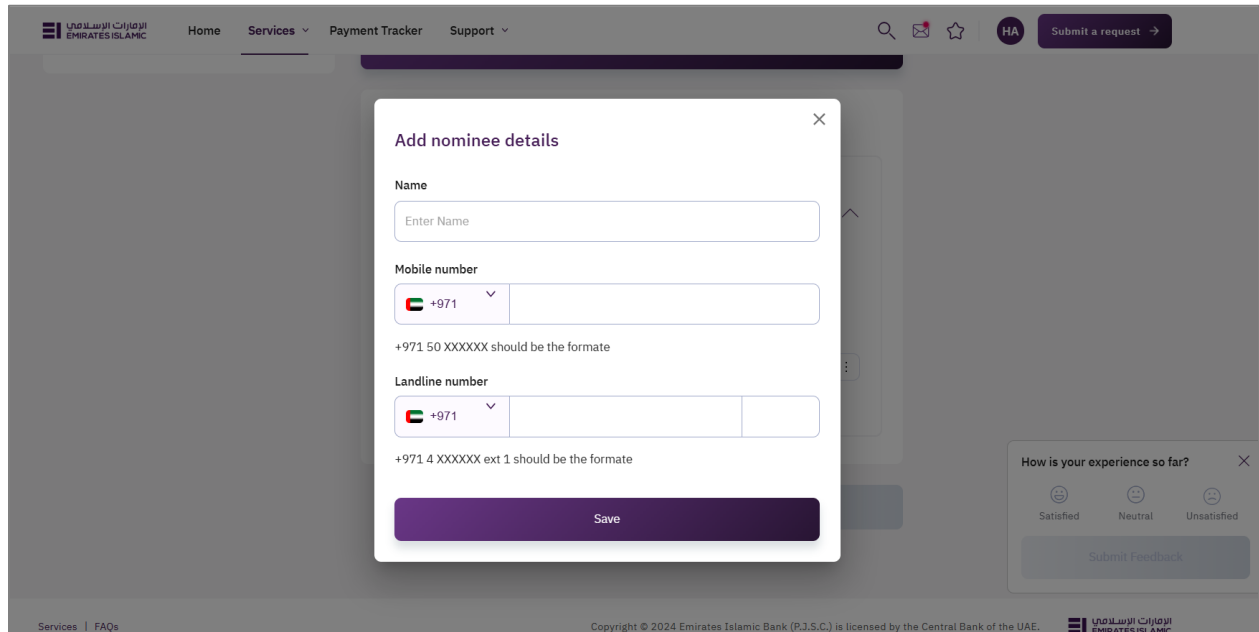 الإمارات الإسلامي
EMIRATES ISLAMIC
Home
Services
Payment Tracker
Support
HA
Submit a request →
Add nominee details
Name
Enter Name
Mobile number
+971
+971 50 XXXXXX should be the formate
Landline number
+971
+971 4 XXXXXX ext 1 should be the formate
Save
How is your experience so far?
Satisfied
Neutral
Unsatisfied
Submit Feedback
Services | FAQs
Copyright © 2024 Emirates Islamic Bank (P.J.S.C.) is licensed by the Central Bank of the UAE.
الإمارات الإسلامي
EMIRATES ISLAMIC